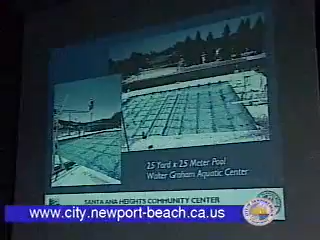 25 Yard x 25 Meter Pool
Walter Graham Aquatic Center
SANTA ANA HEIGHTS COMMUNITY CENTER
www.city.newport-beach.ca.us